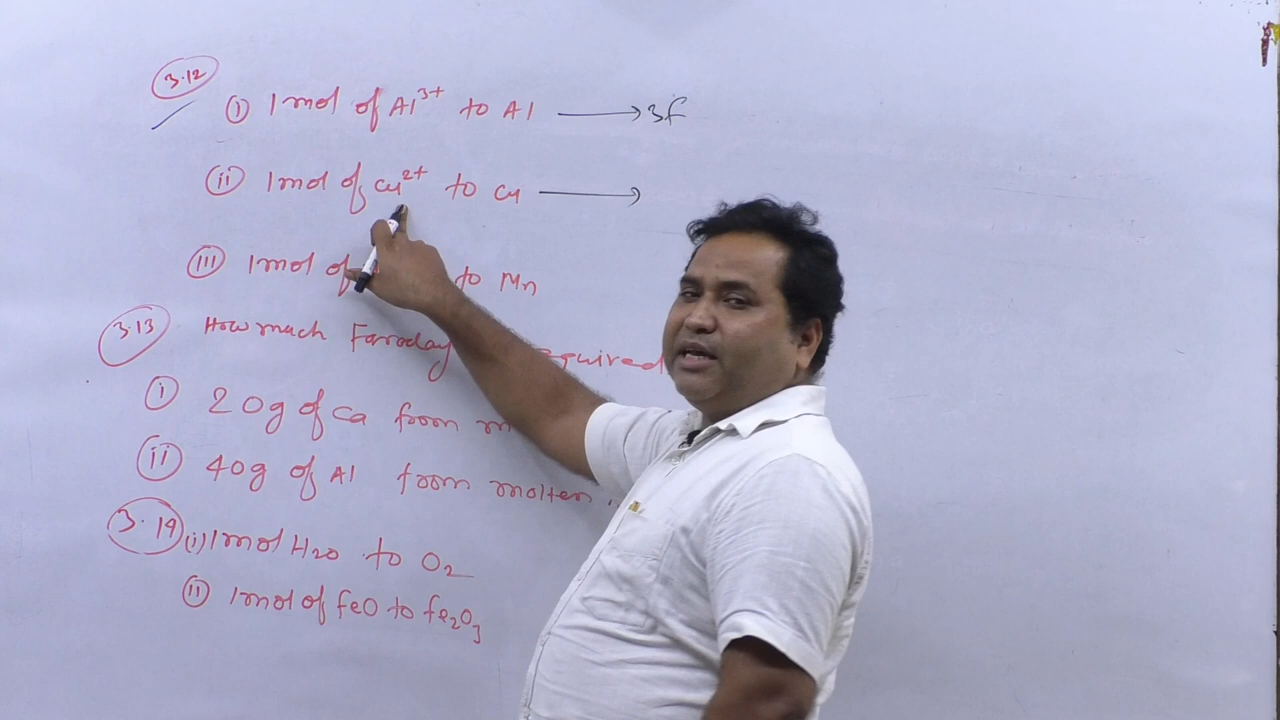 3.12
(i) 1mol of Al³⁺ to Al ⟶ 3F
(ii) 1mol of Cu²⁺ to Cu ⟶
(iii) 1mol of to Mn
3.13 How much Faraday required
(i) 20g of Ca from
(ii) 40g of Al from molten
3.14 (i) 1mol H2O to O2
(ii) 1mol of FeO to Fe2O3